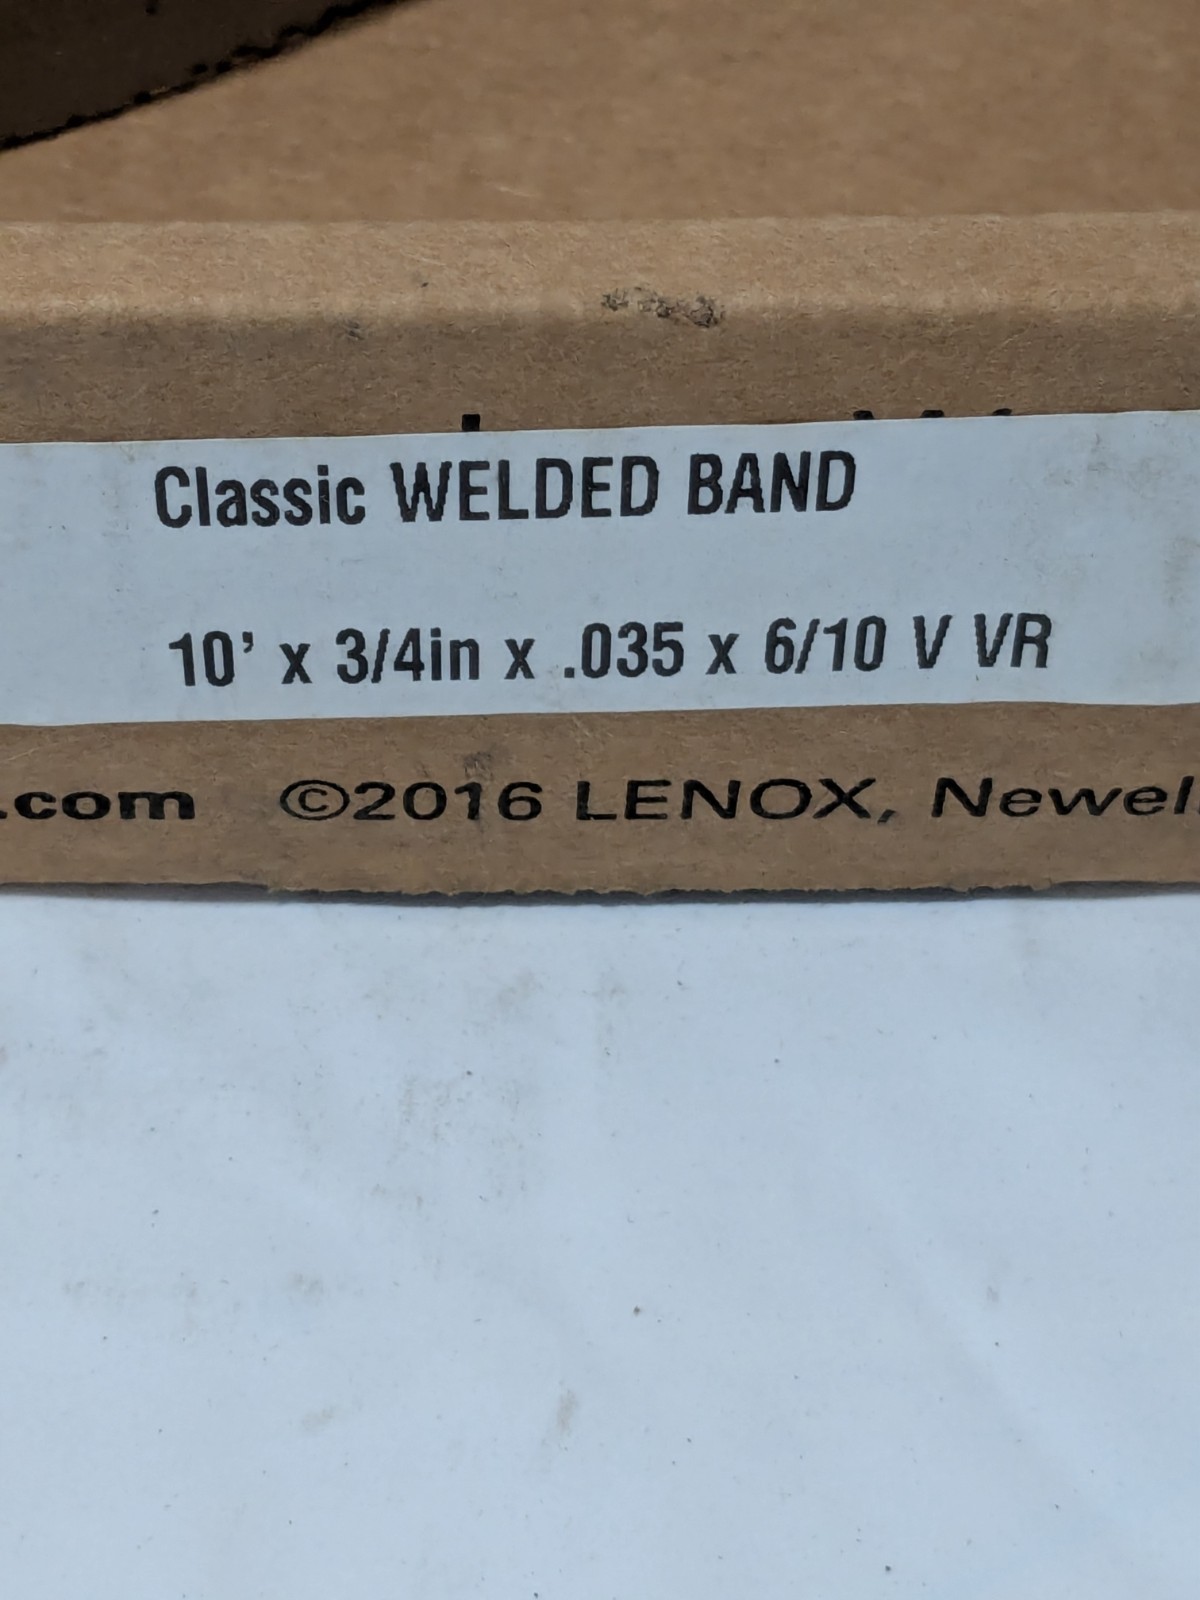 Classic WELDED BAND
10’ x 3/4in x .035 x 6/10 V VR
.com ©2016 LENOX, Newel